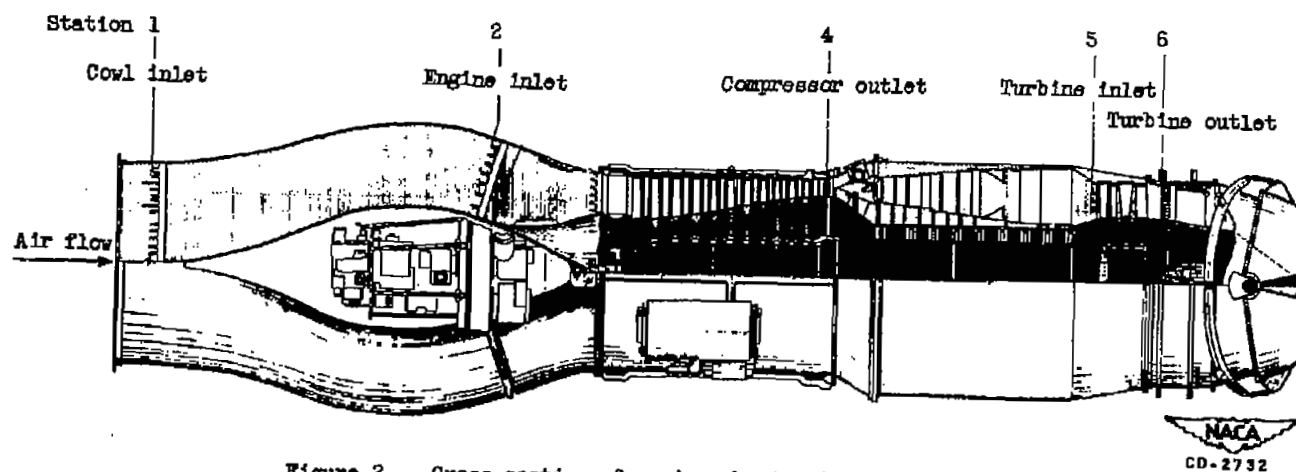 Station 1
2
4
5
6
Cowl inlet
Engine inlet
Compressor outlet
Turbine inlet
Turbine outlet
Air flow
NACA
CD-2732
Figure
Cross section of